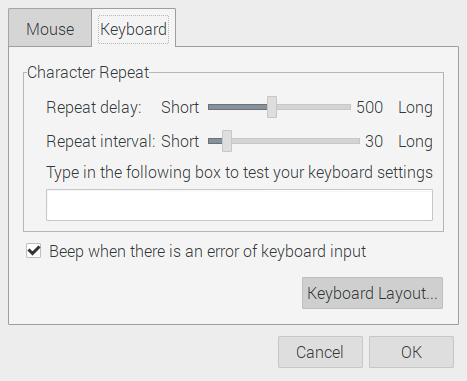 Mouse Keyboard
Character Repeat
Repeat delay: Short 500 Long
Repeat interval: Short 30 Long
Type in the following box to test your keyboard settings
Beep when there is an error of keyboard input
Keyboard Layout...
Cancel OK